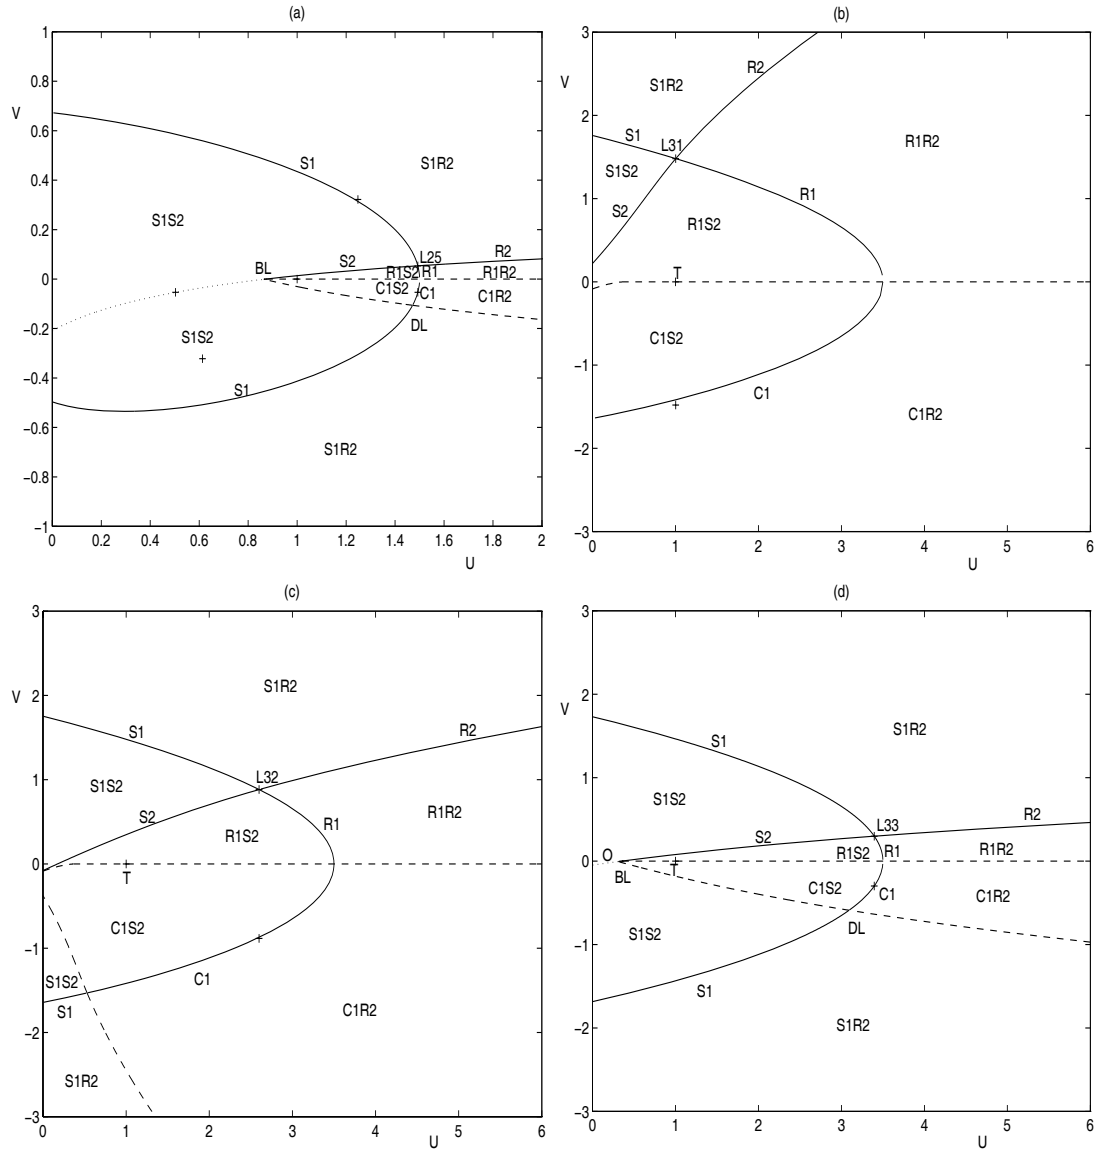 (a)
1
0.8
0.6
0.4
0.2
0
−0.2
−0.4
−0.6
−0.8
−1
V
S1
S1R2
S1S2
BL
S2
L25
R2
R1S2
R1
R1R2
C1S2
C1
C1R2
DL
S1S2
S1
S1R2
0 0.2 0.4 0.6 0.8 1 1.2 1.4 1.6 1.8 2
U
(b)
3
2
1
0
−1
−2
−3
V
R2
S1R2
S1
L31
R1R2
S1S2
R1
S2
R1S2
T
C1S2
C1
C1R2
0 1 2 3 4 5 6
U
(c)
3
2
1
0
−1
−2
−3
V
S1R2
S1
R2
L32
S1S2
S2
R1
R1R2
R1S2
T
C1S2
S1S2
C1
S1
C1R2
S1R2
0 1 2 3 4 5 6
U
(d)
3
2
1
0
−1
−2
−3
V
S1R2
S1
S1S2
R2
L33
S2
O
R1S2
R1
R1R2
BL
T
C1S2
C1
C1R2
S1S2
DL
S1
S1R2
0 1 2 3 4 5 6
U